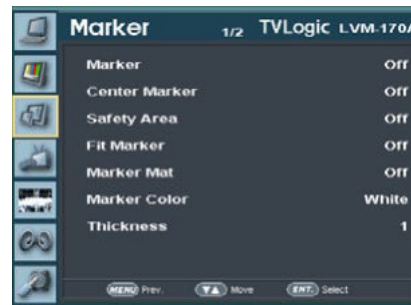 Marker 1/2 TVLogic LVM-170A
Marker Off
Center Marker Off
Safety Area Off
Fit Marker Off
Marker Mat Off
Marker Color White
Thickness 1
MENU Prev. ▼▲ Move ENT. Select